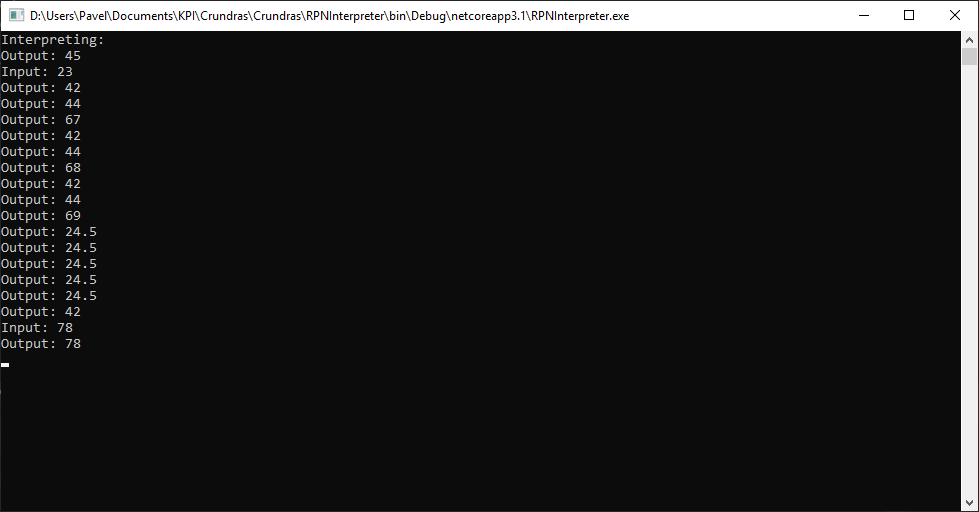 D:\Users\Pavel\Documents\KPI\Crundras\Crundras\RPNInterpreter\bin\Debug\netcoreapp3.1\RPNInterpreter.exe
Interpreting:
Output: 45
Input: 23
Output: 42
Output: 44
Output: 67
Output: 42
Output: 44
Output: 68
Output: 42
Output: 44
Output: 69
Output: 24.5
Output: 24.5
Output: 24.5
Output: 24.5
Output: 24.5
Output: 42
Input: 78
Output: 78